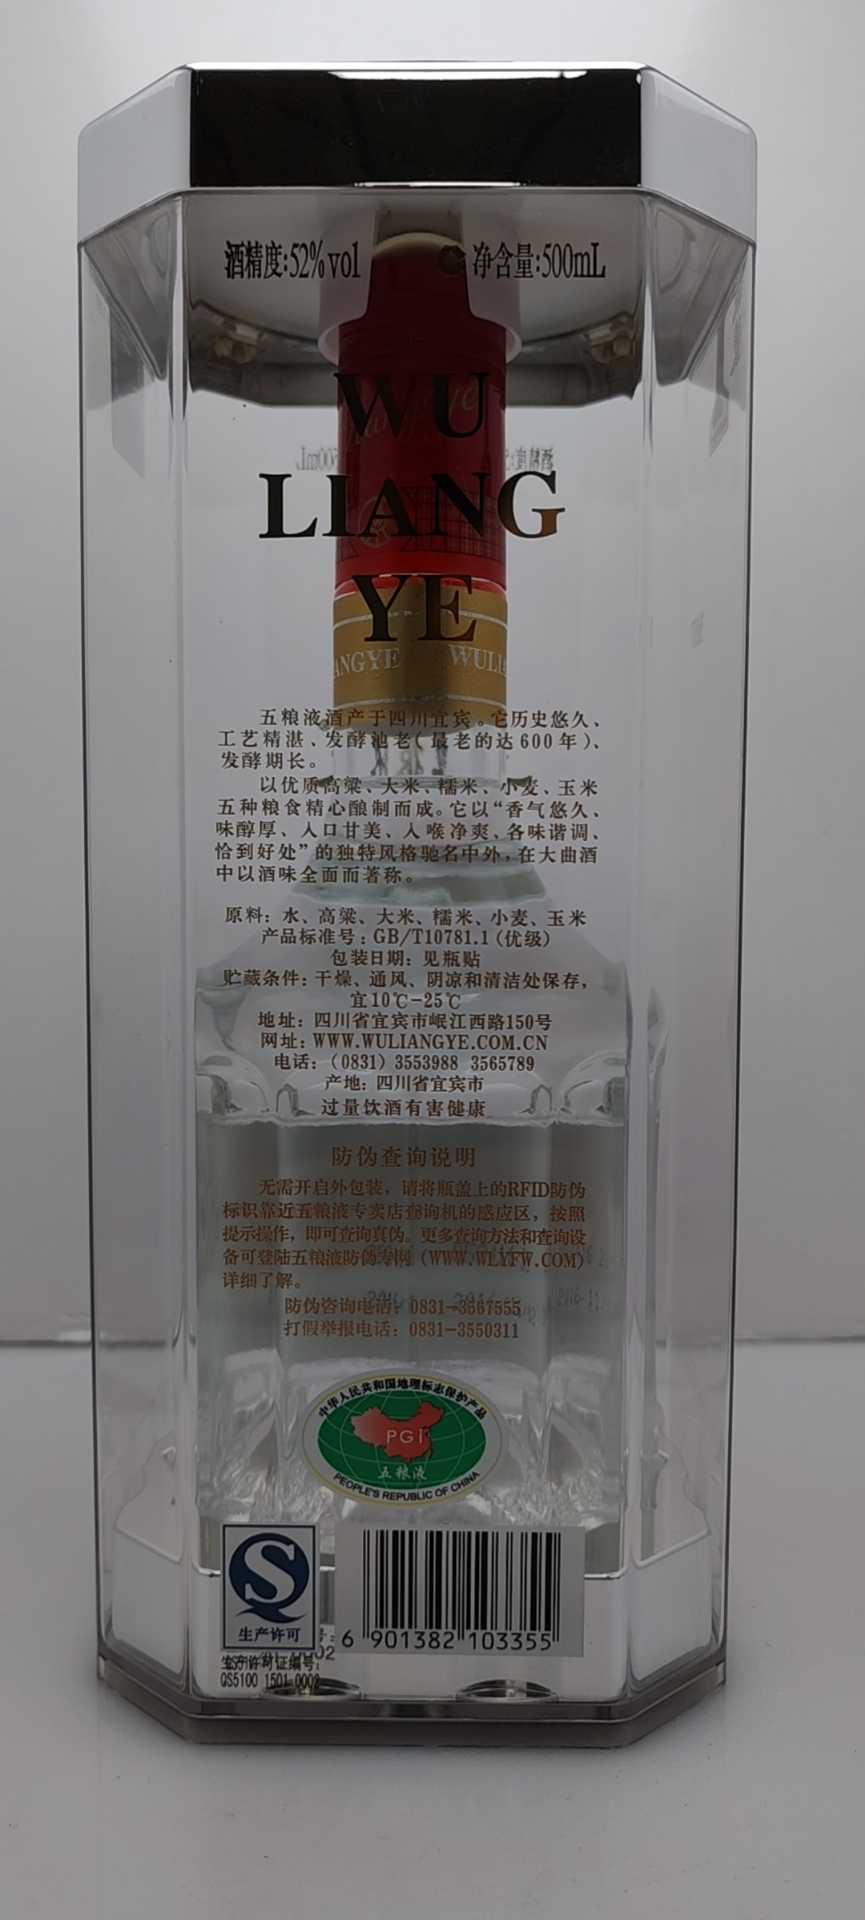 酒精度:52%vol 净含量:500mL
WU
LIANG
YE
ANGYE WULIA
五粮液酒产于四川宜宾。它历史悠久、
工艺精湛、发酵池老(最老的达600年)、
发酵期长。
以优质高粱、大米、糯米、小麦、玉米
五种粮食精心酿制而成。它以“香气悠久、
味醇厚、入口甘美、入喉净爽、各味谐调、
恰到好处”的独特风格驰名中外,在大曲酒
中以酒味全面而著称。
原料: 水、高粱、大米、糯米、小麦、玉米
产品标准号:GB/T10781.1(优级)
包装日期: 见瓶贴
贮藏条件:干燥、通风、阴凉和清洁处保存,
宜10℃-25℃
地址: 四川省宜宾市岷江西路150号
网址: WWW.WULIANGYE.COM.CN
电话: (0831) 3553988 3565789
产地: 四川省宜宾市
过量饮酒有害健康
防伪查询说明
无需开启外包装, 请将瓶盖上的RFID防伪
标识靠近五粮液专卖店查询机的感应区, 按照
提示操作, 即可查询真伪。更多查询方法和查询设
备可登陆五粮液防伪专网 (WWW.WLYFW.COM)
详细了解。
防伪咨询电话: 0831-3567555
打假举报电话: 0831-3550311
中华人民共和国地理标志保护产品
PGI
五粮液
PEOPLE'S REPUBLIC OF CHINA
S
生产许可
6 901382 103355
生产许可证编号:
QS5100 1501 0002